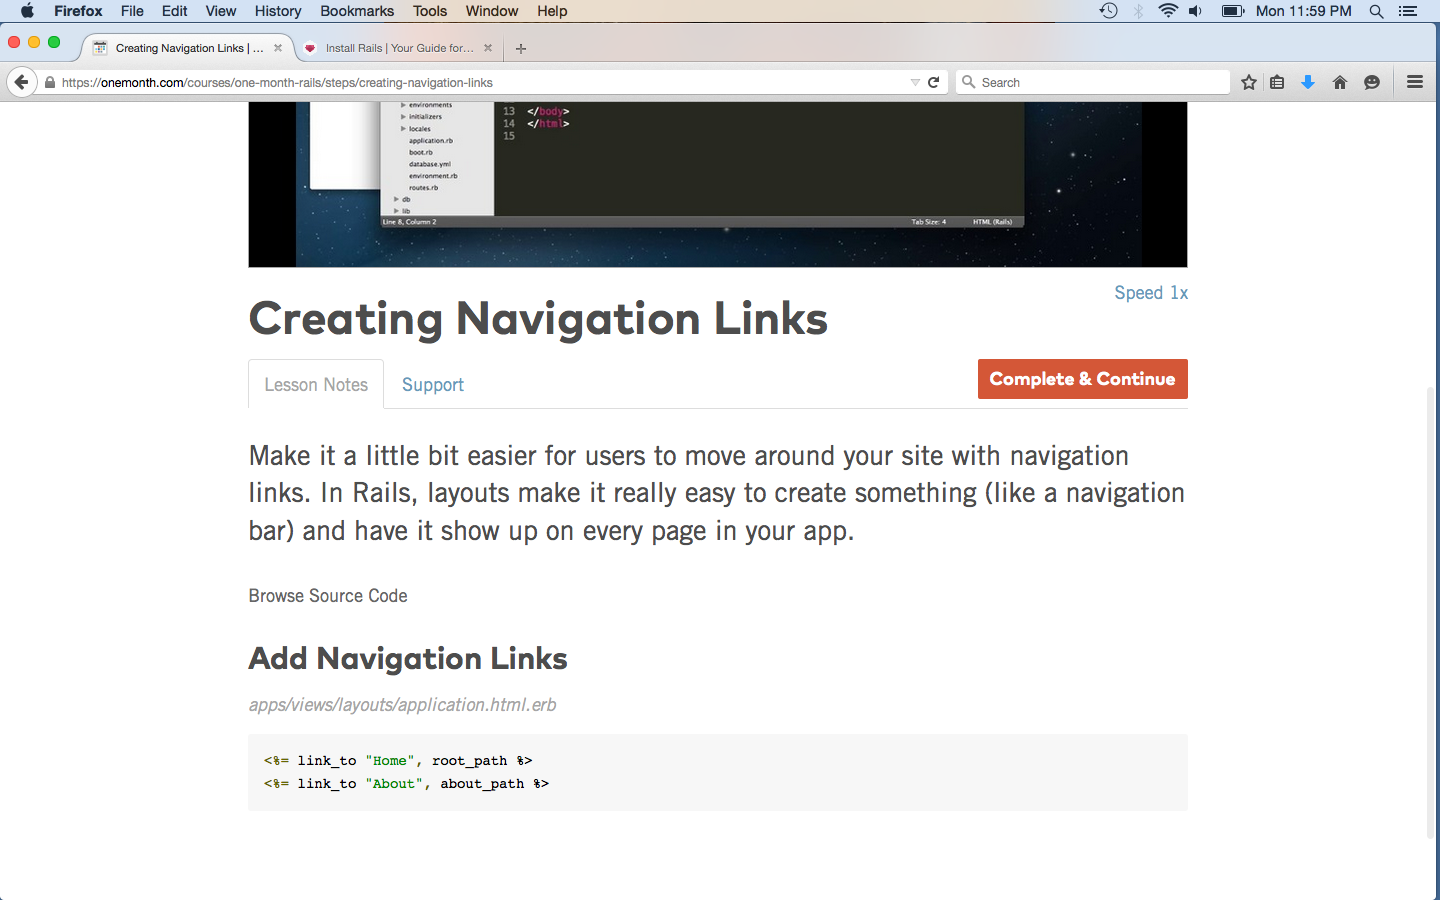 Firefox File Edit View History Bookmarks Tools Window Help Mon 11:59 PM
Creating Navigation Links | ... Install Rails | Your Guide for...
https://onemonth.com/courses/one-month-rails/steps/creating-navigation-links Search
environments
initializers
locales
application.rb
boot.rb
database.yml
environment.rb
routes.rb
db
lib
13 </body>
14 </html>
15
Line 8, Column 2 Tab Size: 4 HTML (Rails)
Speed 1x
Creating Navigation Links
Lesson Notes Support Complete & Continue
Make it a little bit easier for users to move around your site with navigation
links. In Rails, layouts make it really easy to create something (like a navigation
bar) and have it show up on every page in your app.
Browse Source Code
Add Navigation Links
apps/views/layouts/application.html.erb
<%= link_to "Home", root_path %>
<%= link_to "About", about_path %>